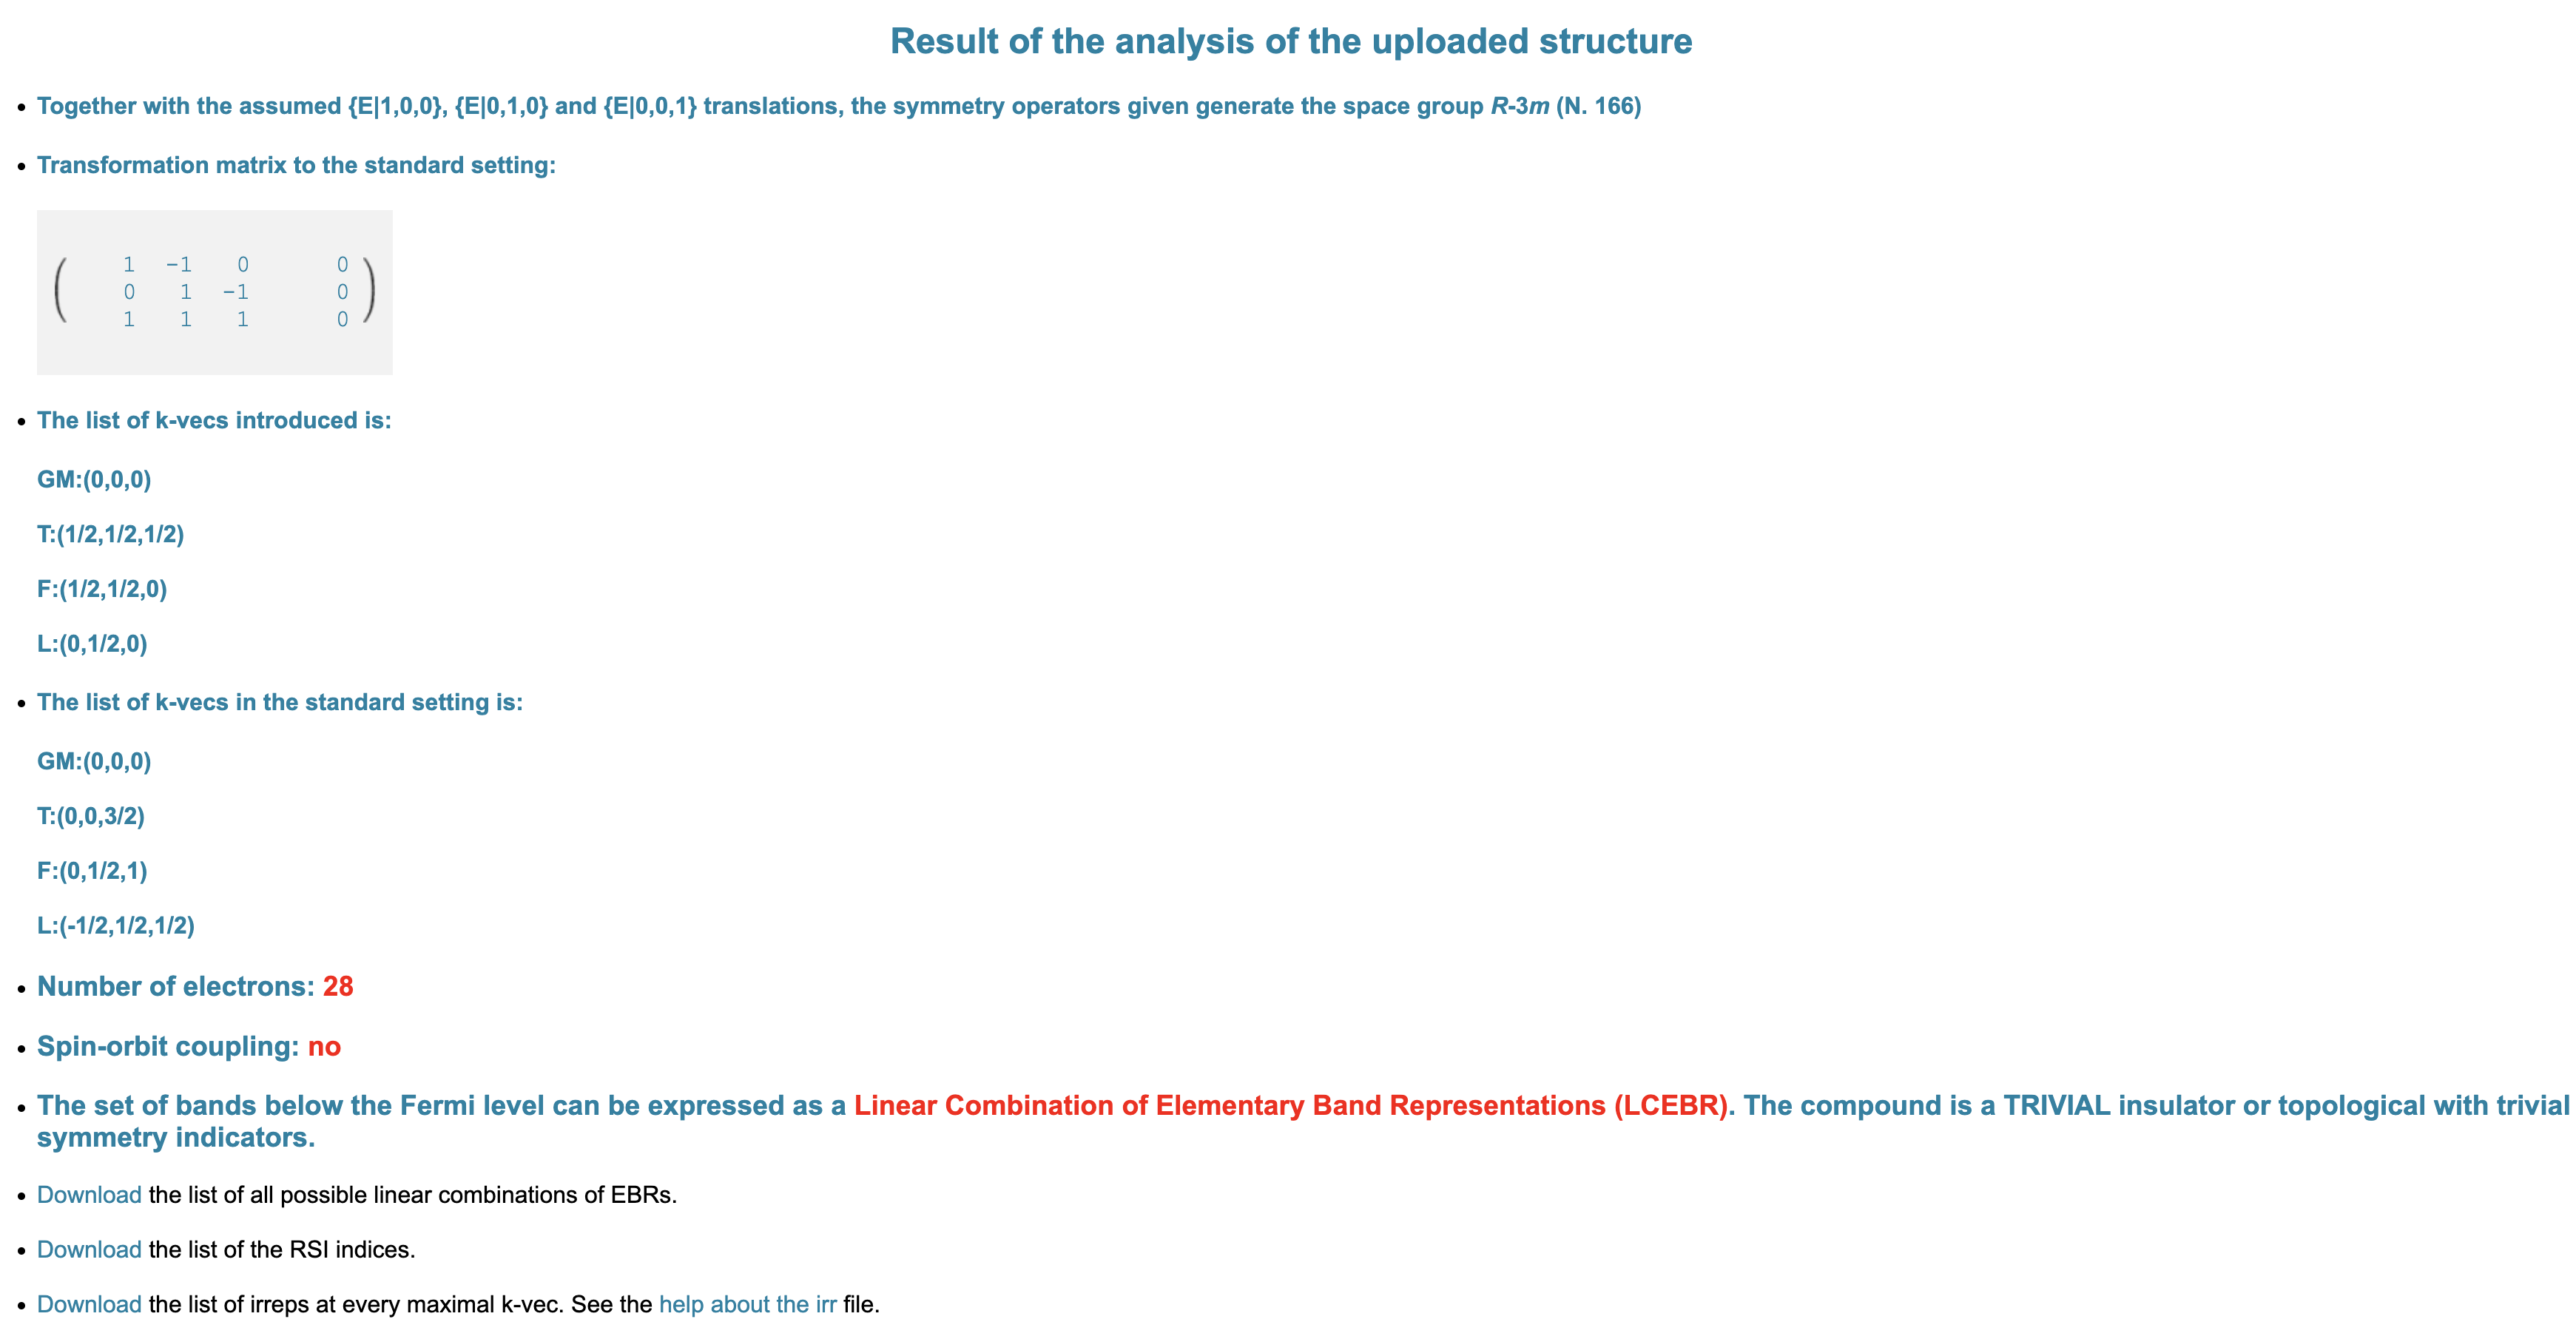 Result of the analysis of the uploaded structure
• Together with the assumed {E|1,0,0}, {E|0,1,0} and {E|0,0,1} translations, the symmetry operators given generate the space group R-3m (N. 166)
• Transformation matrix to the standard setting:
( 1 -1 0 0 )
0 1 -1 0
1 1 1 0
• The list of k-vecs introduced is:
GM:(0,0,0)
T:(1/2,1/2,1/2)
F:(1/2,1/2,0)
L:(0,1/2,0)
• The list of k-vecs in the standard setting is:
GM:(0,0,0)
T:(0,0,3/2)
F:(0,1/2,1)
L:(-1/2,1/2,1/2)
• Number of electrons: 28
• Spin-orbit coupling: no
• The set of bands below the Fermi level can be expressed as a Linear Combination of Elementary Band Representations (LCEBR). The compound is a TRIVIAL insulator or topological with trivial
symmetry indicators.
• Download the list of all possible linear combinations of EBRs.
• Download the list of the RSI indices.
• Download the list of irreps at every maximal k-vec. See the help about the irr file.